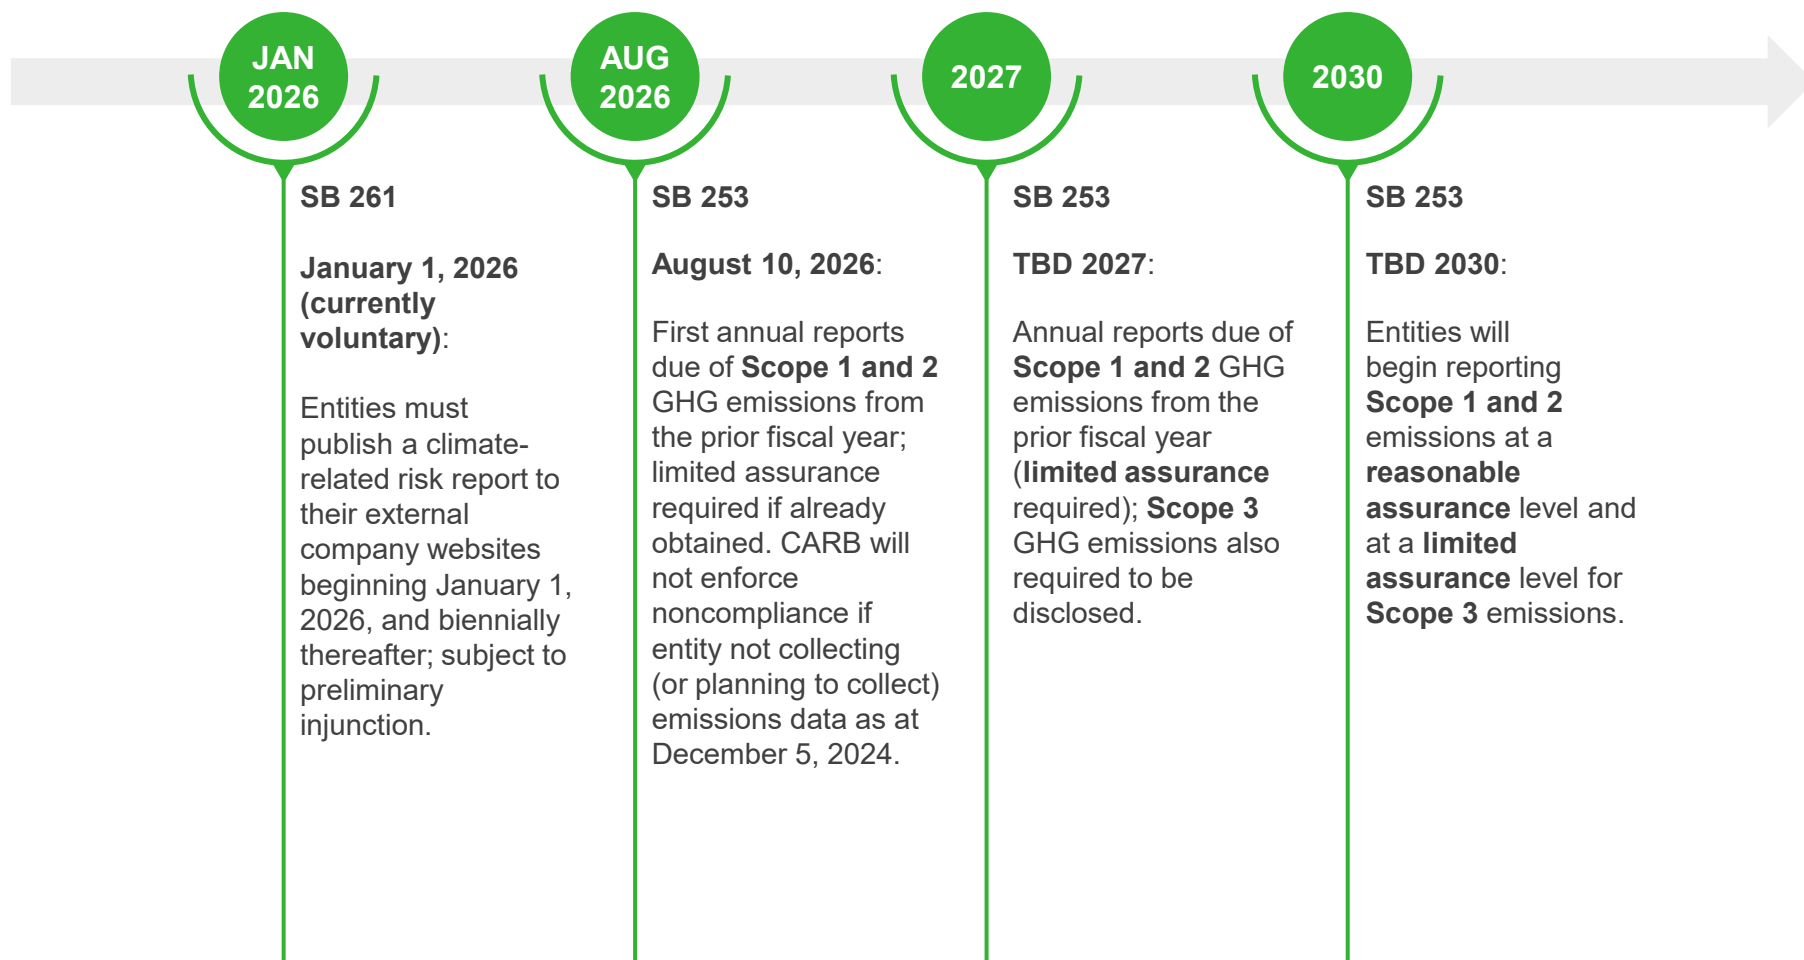 JAN
2026
AUG
2026
2027
2030
SB 261
January 1, 2026
(currently
voluntary):
Entities must
publish a climate-
related risk report to
their external
company websites
beginning January 1,
2026, and biennially
thereafter; subject to
preliminary
injunction.
SB 253
August 10, 2026:
First annual reports
due of Scope 1 and 2
GHG emissions from
the prior fiscal year;
limited assurance
required if already
obtained. CARB will
not enforce
noncompliance if
entity not collecting
(or planning to collect)
emissions data as at
December 5, 2024.
SB 253
TBD 2027:
Annual reports due of
Scope 1 and 2 GHG
emissions from the
prior fiscal year
(limited assurance
required); Scope 3
GHG emissions also
required to be
disclosed.
SB 253
TBD 2030:
Entities will
begin reporting
Scope 1 and 2
emissions at a
reasonable
assurance level and
at a limited
assurance level for
Scope 3 emissions.